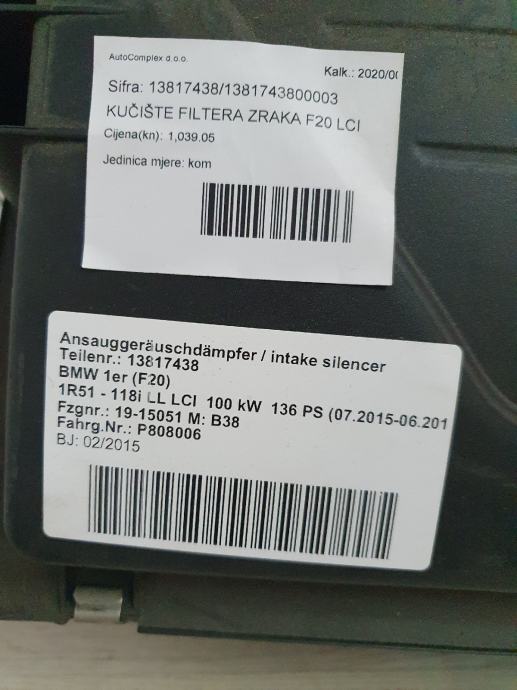 AutoComplex d.o.o.
Kalk.: 2020/0
Sifra: 13817438/1381743800003
KUČIŠTE FILTERA ZRAKA F20 LCI
Cijena(kn): 1,039.05
Jedinica mjere: kom
Ansauggeräuschdämpfer / intake silencer
Teilenr.: 13817438
BMW 1er (F20)
1R51 - 118i LL LCI 100 kW 136 PS (07.2015-06.201
Fzgnr.: 19-15051 M: B38
Fahrg.Nr.: P808006
BJ: 02/2015